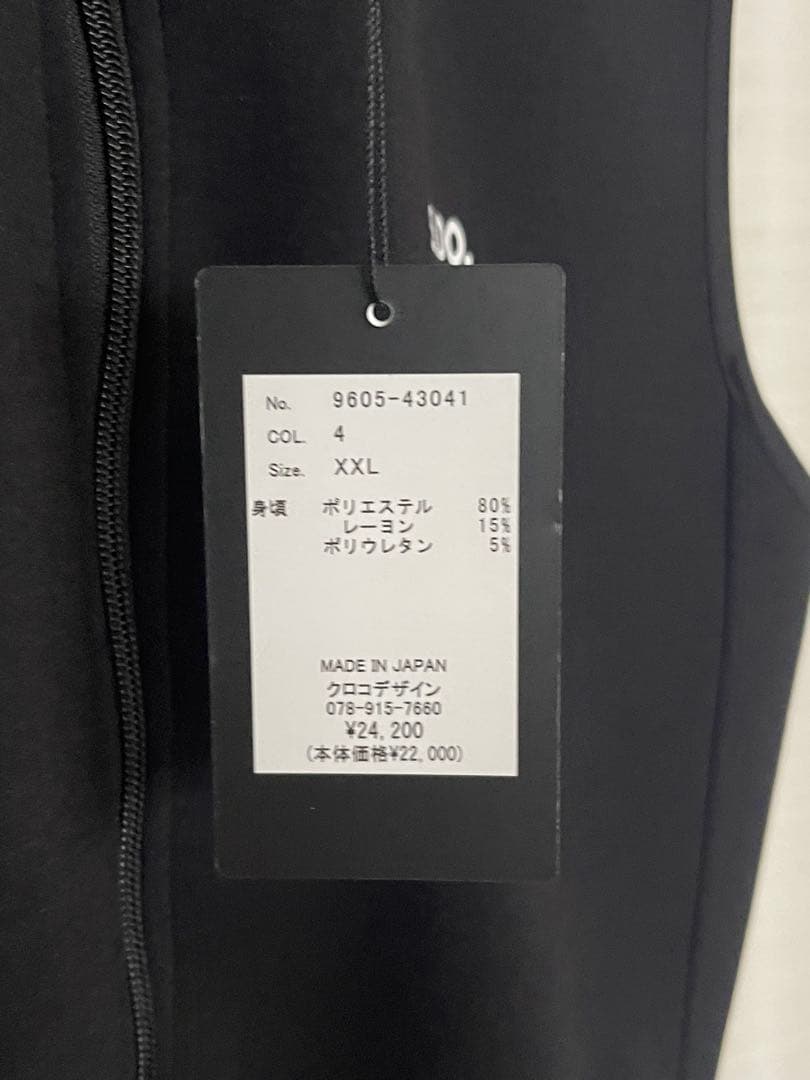 No. 9605-43041
COL. 4
Size. XXL
身頃 ポリエステル 80%
レーヨン 15%
ポリウレタン 5%
MADE IN JAPAN
クロコデザイン
078-915-7660
¥24,200
(本体価格¥22,000)